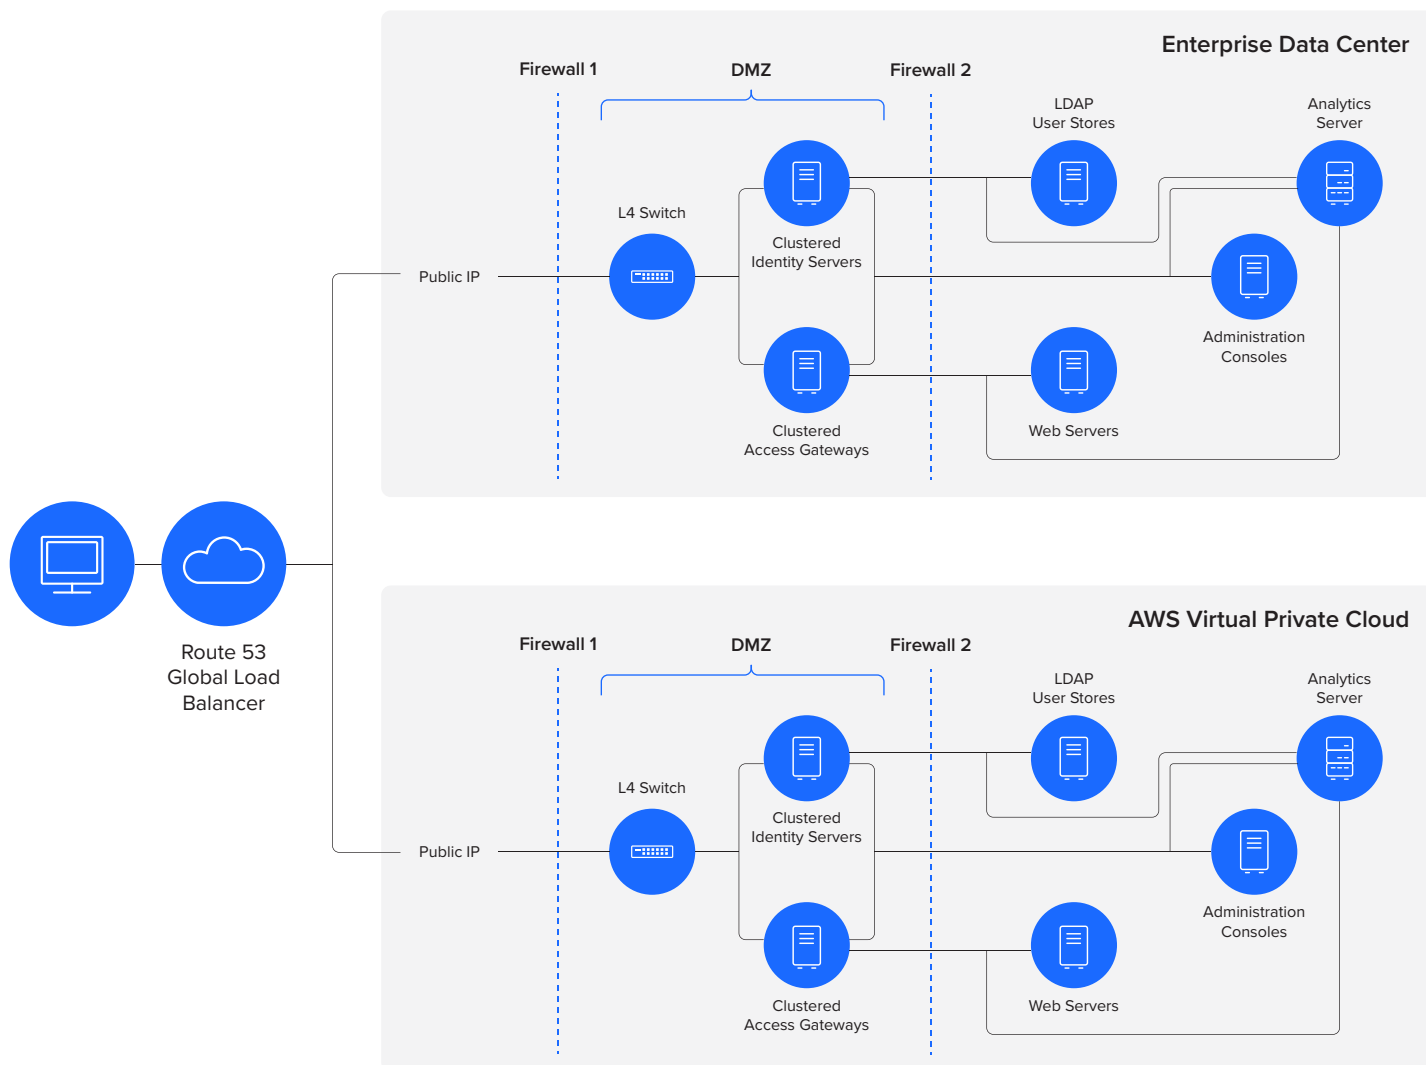 Enterprise Data Center
Firewall 1
DMZ
Firewall 2
LDAP
User Stores
Analytics
Server
L4 Switch
Clustered
Identity Servers
Public IP
Administration
Consoles
Clustered
Access Gateways
Web Servers
Route 53
Global Load
Balancer
AWS Virtual Private Cloud
Firewall 1
DMZ
Firewall 2
LDAP
User Stores
Analytics
Server
L4 Switch
Clustered
Identity Servers
Public IP
Administration
Consoles
Clustered
Access Gateways
Web Servers